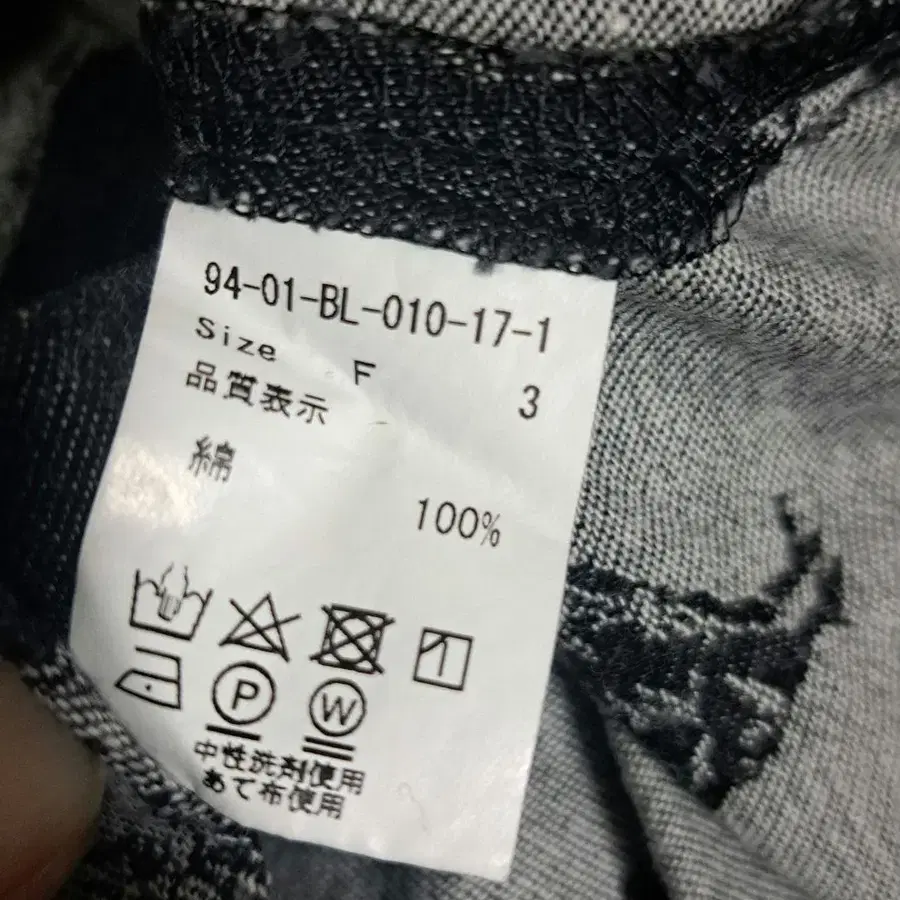 94-01-BL-010-17-1
Size F 3
品質表示
綿 100%
P W
中性洗剤使用
あて布使用